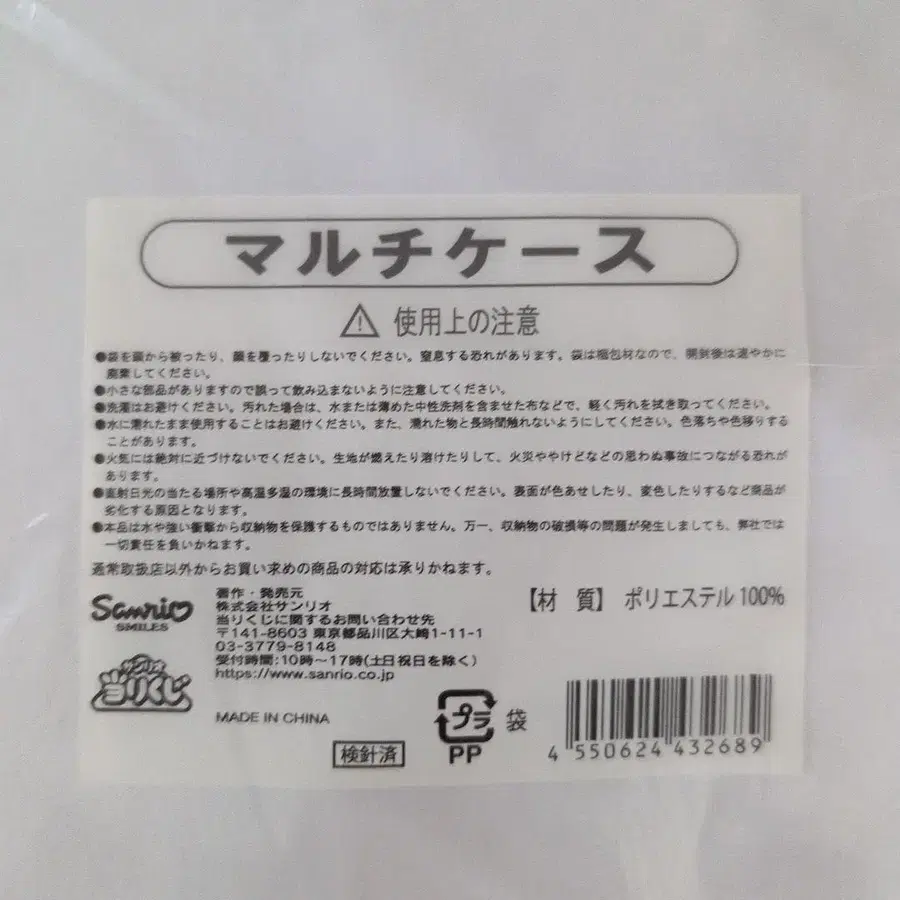 マルチケース
使用上の注意
●袋を頭から被ったり、顔を覆ったりしないでください。窒息する恐れがあります。袋は梱包材なので、開封後は速やかに
廃棄してください。
●小さな部品がありますので誤って飲み込まないように注意してください。
●洗濯はお避けください。汚れた場合は、水または薄めた中性洗剤を含ませた布などで、軽く汚れを拭き取ってください。
●水に濡れたまま使用することはお避けください。また、濡れた物と長時間触れないようにしてください。色落ちや色移りする
ことがあります。
●火気には絶対に近づけないでください。生地が燃えたり溶けたりして、火災ややけどなどの思わぬ事故につながる恐れが
あります。
●直射日光の当たる場所や高温多湿の環境に長時間放置しないでください。表面が色あせしたり、変色したりするなど商品が
劣化する原因となります。
●本品は水や強い衝撃から収納物を保護するものではありません。万一、収納物の破損等の問題が発生しましても、弊社では
一切責任を負いかねます。
通常取扱店以外からお買い求めの商品の対応は承りかねます。
Sanrio
SMILES
サンリオ
当りくじ
著作・発売元
株式会社サンリオ
当りくじに関するお問い合わせ先
〒141-8603 東京都品川区大崎1-11-1
03-3779-8148
受付時間:10時～17時(土日祝日を除く)
https://www.sanrio.co.jp
MADE IN CHINA
検針済
【材 質】 ポリエステル100%
プラ 袋
PP
4 550624 432689